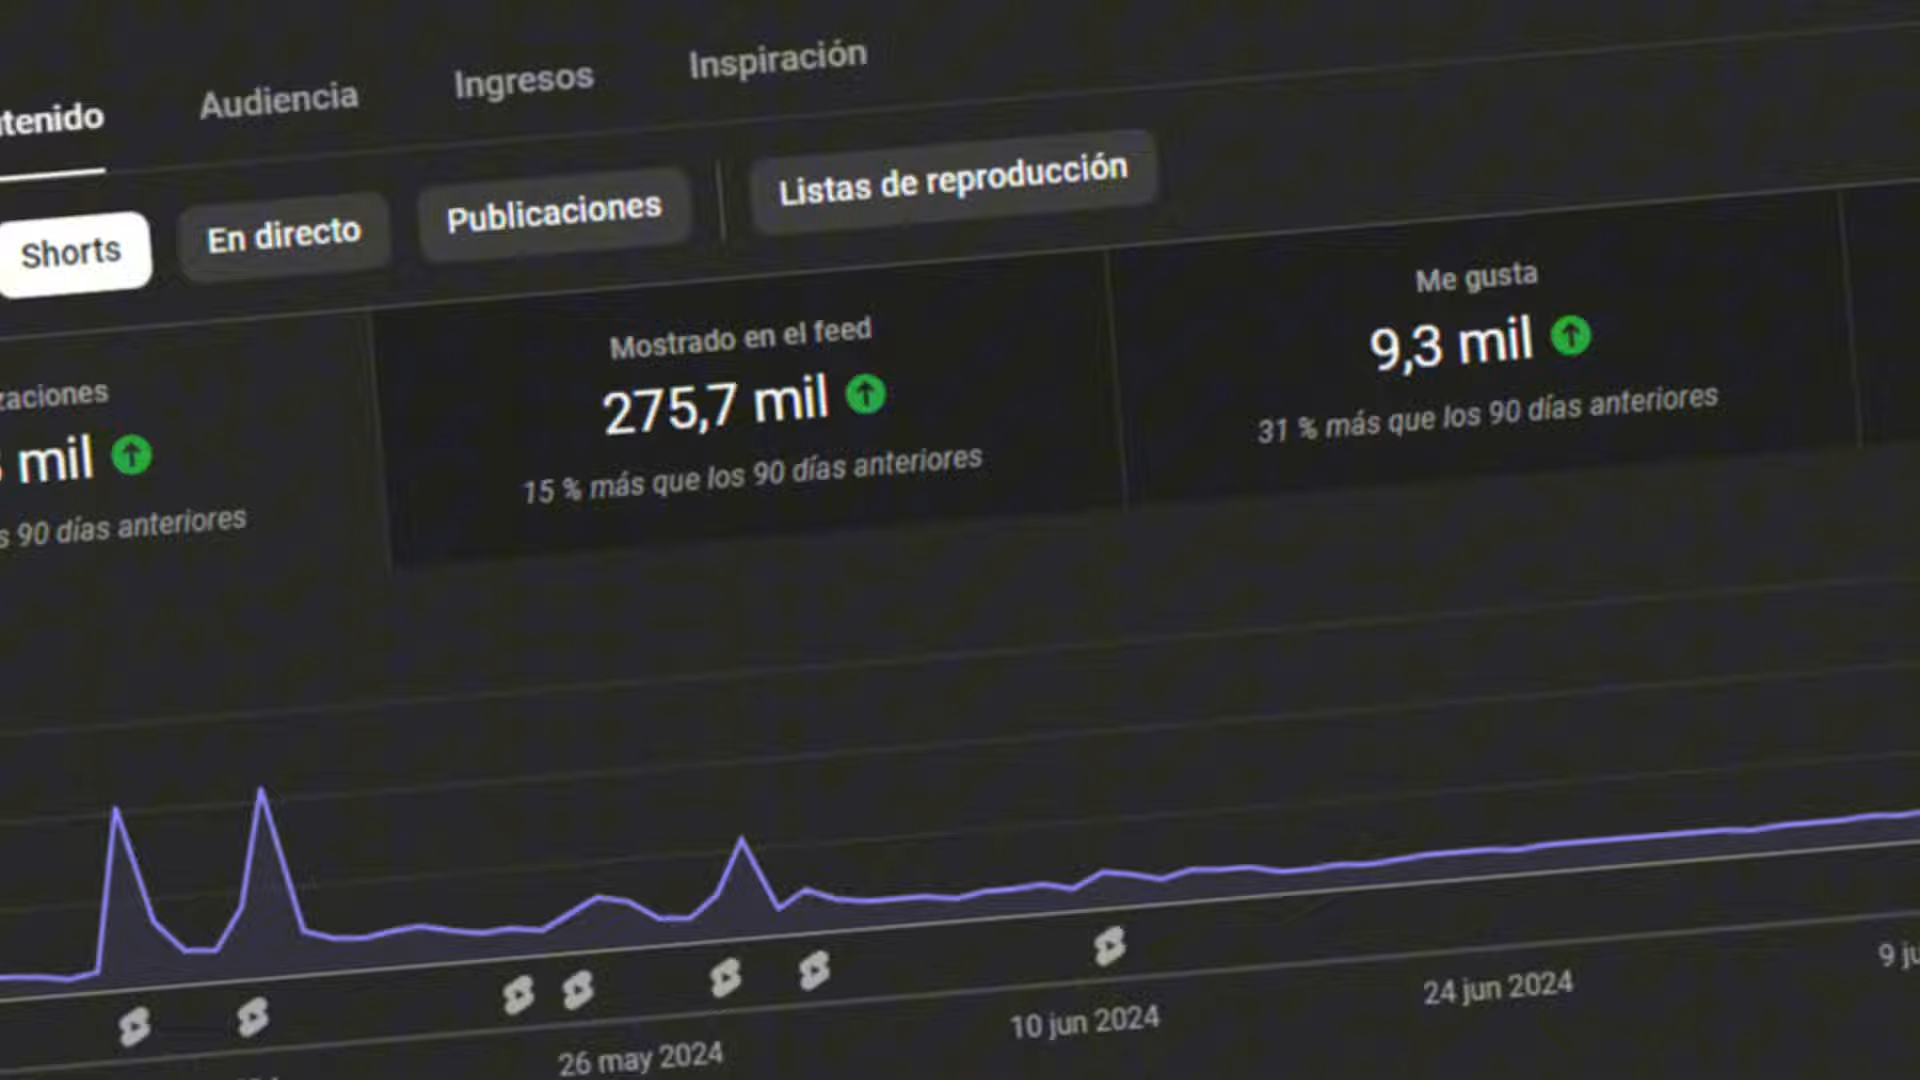 Audiencia
Ingresos
Inspiración
Shorts
En directo
Publicaciones
Listas de reproducción
mil
90 días anteriores
Mostrado en el feed
275,7 mil
15 % más que los 90 días anteriores
Me gusta
9,3 mil
31 % más que los 90 días anteriores
26 may 2024
10 jun 2024
24 jun 2024
9